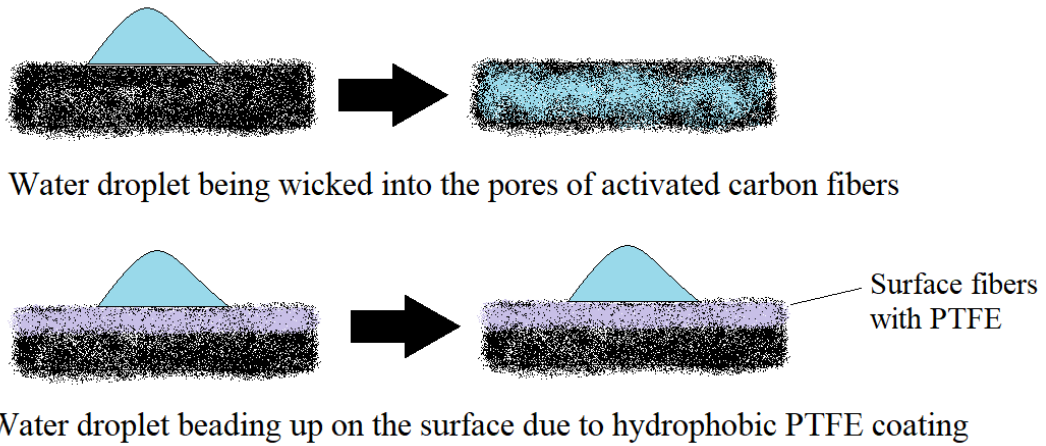 Water droplet being wicked into the pores of activated carbon fibers
Surface fibers
with PTFE
Water droplet beading up on the surface due to hydrophobic PTFE coating